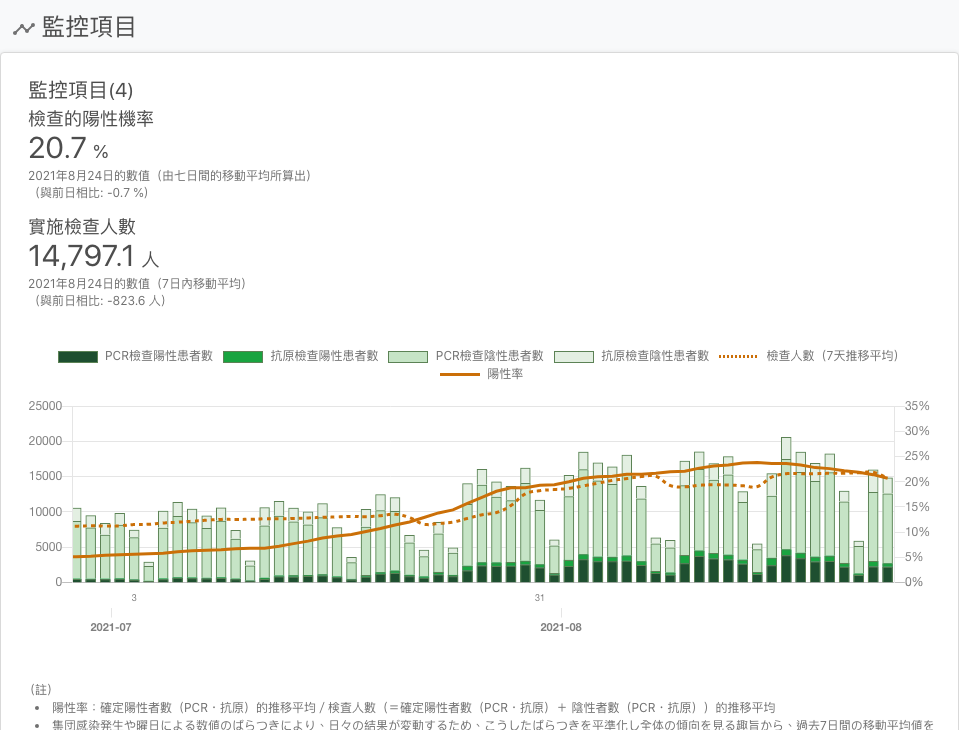 監控項目
監控項目(4)
檢查的陽性機率
20.7 %
2021年8月24日的數值（由七日間的移動平均所算出）
（與前日相比: -0.7 %）
實施檢查人數
14,797.1 人
2021年8月24日的數值（7日內移動平均）
（與前日相比: -823.6 人）
PCR檢查陽性患者數 抗原檢查陽性患者數 PCR檢查陰性患者數 抗原檢查陰性患者數 檢查人數（7天推移平均）
陽性率
25000 35%
20000 30%
15000 25%
10000 20%
5000 15%
0 10%
5%
0%
3 31
2021-07 2021-08
（註）
• 陽性率：確定陽性者數（PCR・抗原）的推移平均 / 検査人數（＝確定陽性者數（PCR・抗原）＋ 陰性者數（PCR・抗原））的推移平均
• 集団感染発生や曜日による数値のばらつきにより、日々の結果が変動するため、こうしたばらつきを平準化し全体の傾向を見る趣旨から、過去7日間の移動平均値を